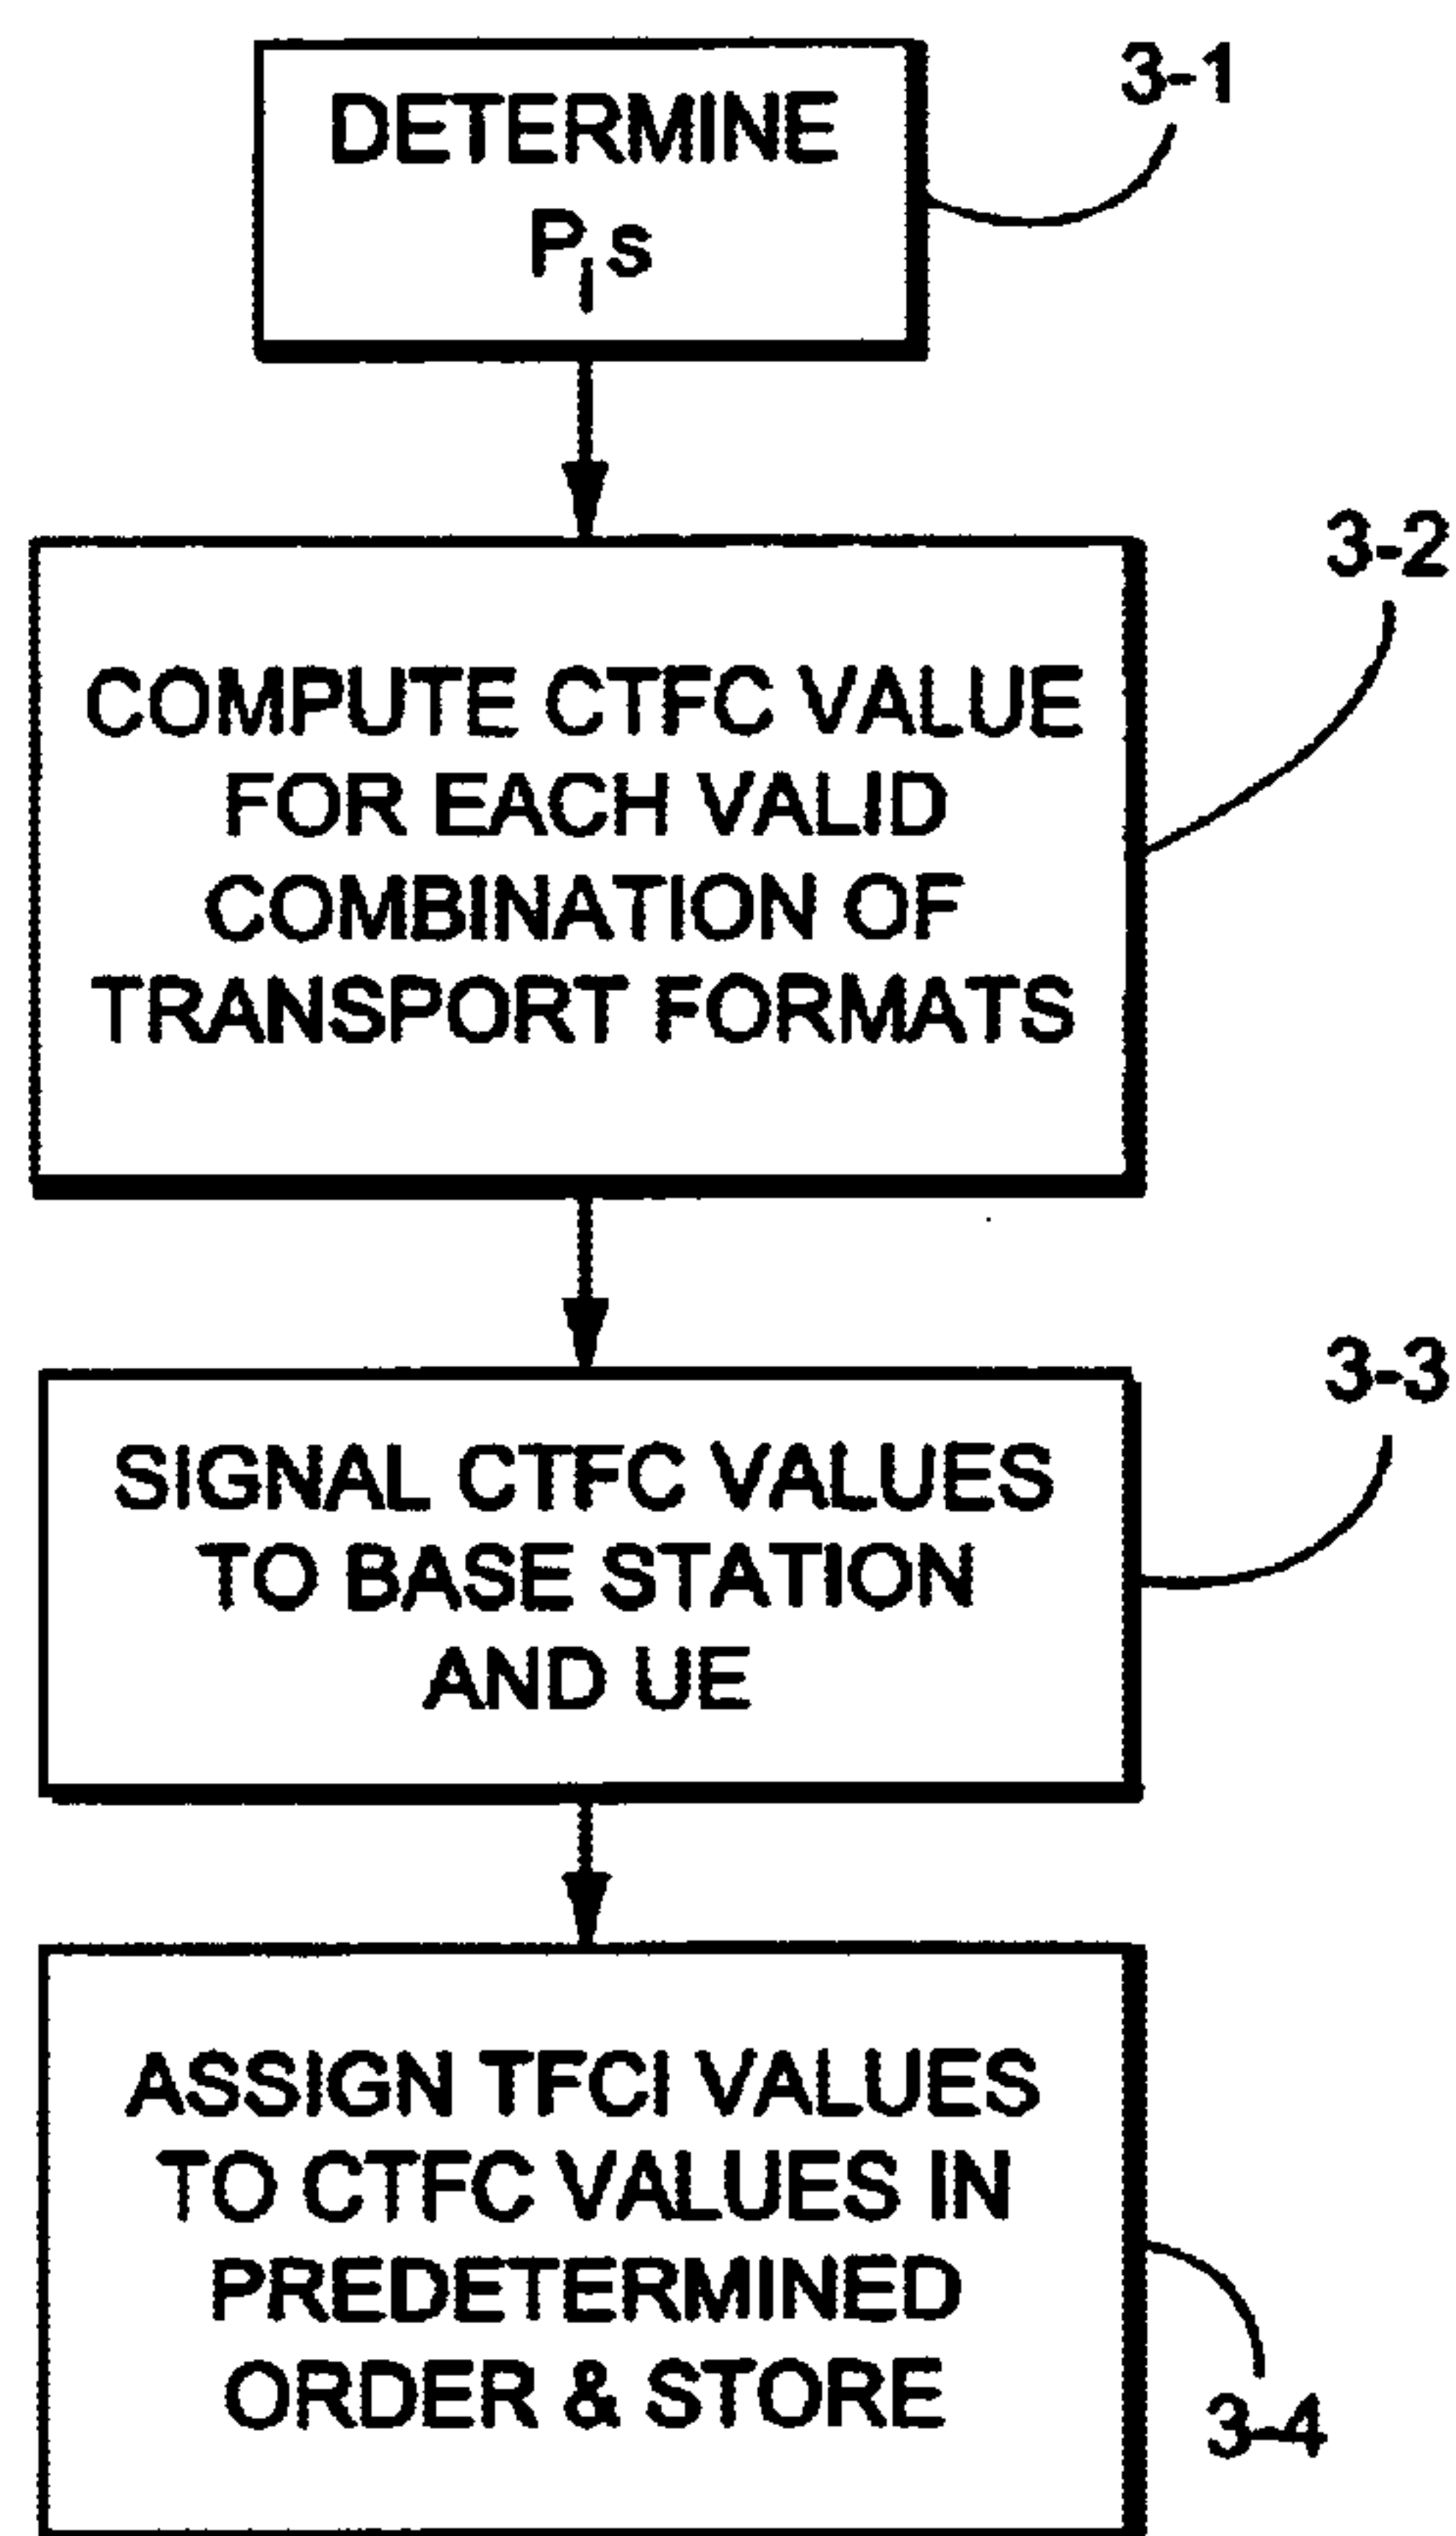 3-1
DETERMINE
Pis
3-2
COMPUTE CTFC VALUE
FOR EACH VALID
COMBINATION OF
TRANSPORT FORMATS
3-3
SIGNAL CTFC VALUES
TO BASE STATION
AND UE
ASSIGN TFCI VALUES
TO CTFC VALUES IN
PREDETERMINED
ORDER & STORE
3-4